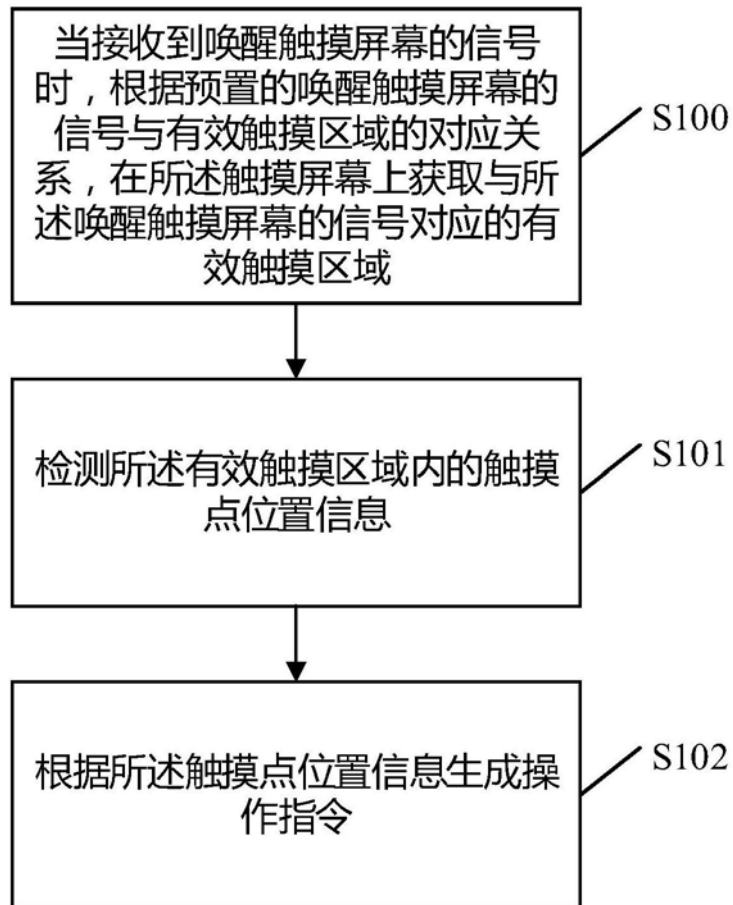 当接收到唤醒触摸屏幕的信号
时，根据预置的唤醒触摸屏幕的
信号与有效触摸区域的对应关
系，在所述触摸屏幕上获取与所
述唤醒触摸屏幕的信号对应的有
效触摸区域
S100
检测所述有效触摸区域内的触摸
点位置信息
S101
根据所述触摸点位置信息生成操
作指令
S102